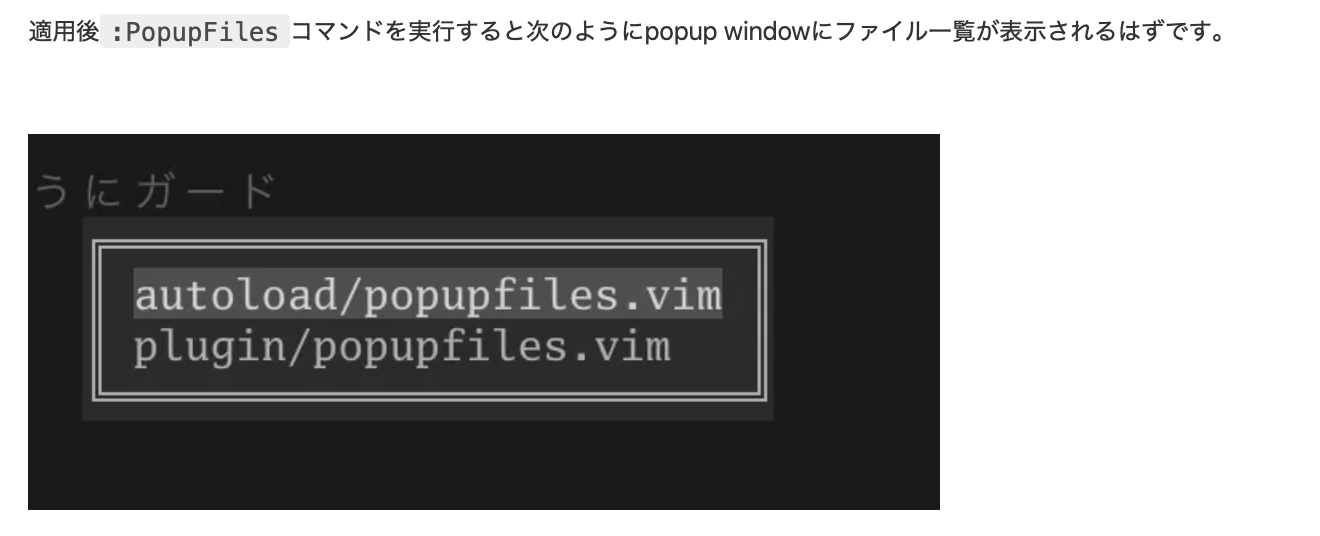 適用後 :PopupFiles コマンドを実行すると次のようにpopup windowにファイル一覧が表示されるはずです。
うにガード
autoload/popupfiles.vim
plugin/popupfiles.vim